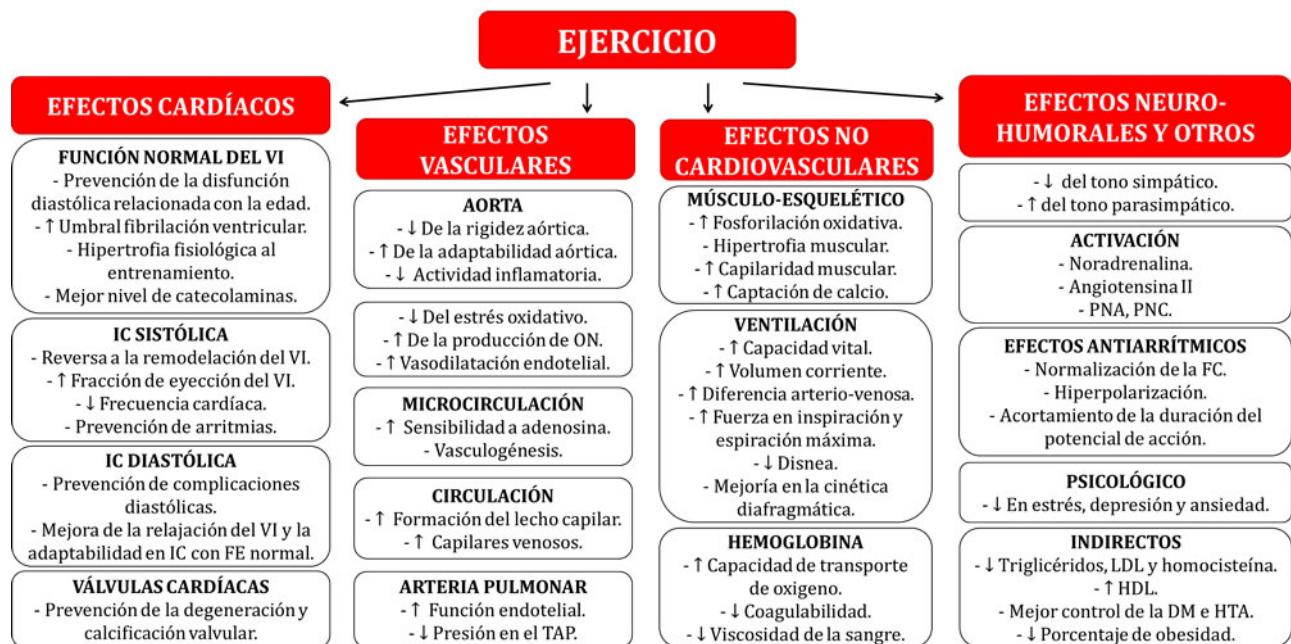 EJERCICIO
EFECTOS CARDÍACOS
FUNCIÓN NORMAL DEL VI
- Prevención de la disfunción
diastólica relacionada con la edad.
- ↑ Umbral fibrilación ventricular.
- Hipertrofia fisiológica al
entrenamiento.
- Mejor nivel de catecolaminas.
IC SISTÓLICA
- Reversa a la remodelación del VI.
- ↑ Fracción de eyección del VI.
- ↓ Frecuencia cardíaca.
- Prevención de arritmias.
IC DIASTÓLICA
- Prevención de complicaciones
diastólicas.
- Mejora de la relajación del VI y la
adaptabilidad en IC con FE normal.
VÁLVULAS CARDÍACAS
- Prevención de la degeneración y
calcificación valvular.
EFECTOS
VASCULARES
AORTA
- ↓ De la rigidez aórtica.
- ↑ De la adaptabilidad aórtica.
- ↓ Actividad inflamatoria.
- ↓ Del estrés oxidativo.
- ↑ De la producción de ON.
- ↑ Vasodilatación endotelial.
MICROCIRCULACIÓN
- ↑ Sensibilidad a adenosina.
- Vasculogénesis.
CIRCULACIÓN
- ↑ Formación del lecho capilar.
- ↑ Capilares venosos.
ARTERIA PULMONAR
- ↑ Función endotelial.
- ↓ Presión en el TAP.
EFECTOS NO
CARDIOVASCULARES
MÚSCULO-ESQUELÉTICO
- ↑ Fosforilación oxidativa.
- Hipertrofia muscular.
- ↑ Capilaridad muscular.
- ↑ Captación de calcio.
VENTILACIÓN
- ↑ Capacidad vital.
- ↑ Volumen corriente.
- ↑ Diferencia arterio-venosa.
- ↑ Fuerza en inspiración y
espiración máxima.
- ↓ Disnea.
- Mejoría en la cinética
diafragmática.
HEMOGLOBINA
- ↑ Capacidad de transporte
de oxigeno.
- ↓ Coagulabilidad.
- ↓ Viscosidad de la sangre.
EFECTOS NEURO-
HUMORALES Y OTROS
- ↓ del tono simpático.
- ↑ del tono parasimpático.
ACTIVACIÓN
- Noradrenalina.
- Angiotensina II
- PNA, PNC.
EFECTOS ANTIARRÍTMICOS
- Normalización de la FC.
- Hiperpolarización.
- Acortamiento de la duración del
potencial de acción.
PSICOLÓGICO
- ↓ En estrés, depresión y ansiedad.
INDIRECTOS
- ↓ Triglicéridos, LDL y homocisteína.
- ↑ HDL.
- Mejor control de la DM e HTA.
- ↓ Porcentaje de obesidad.